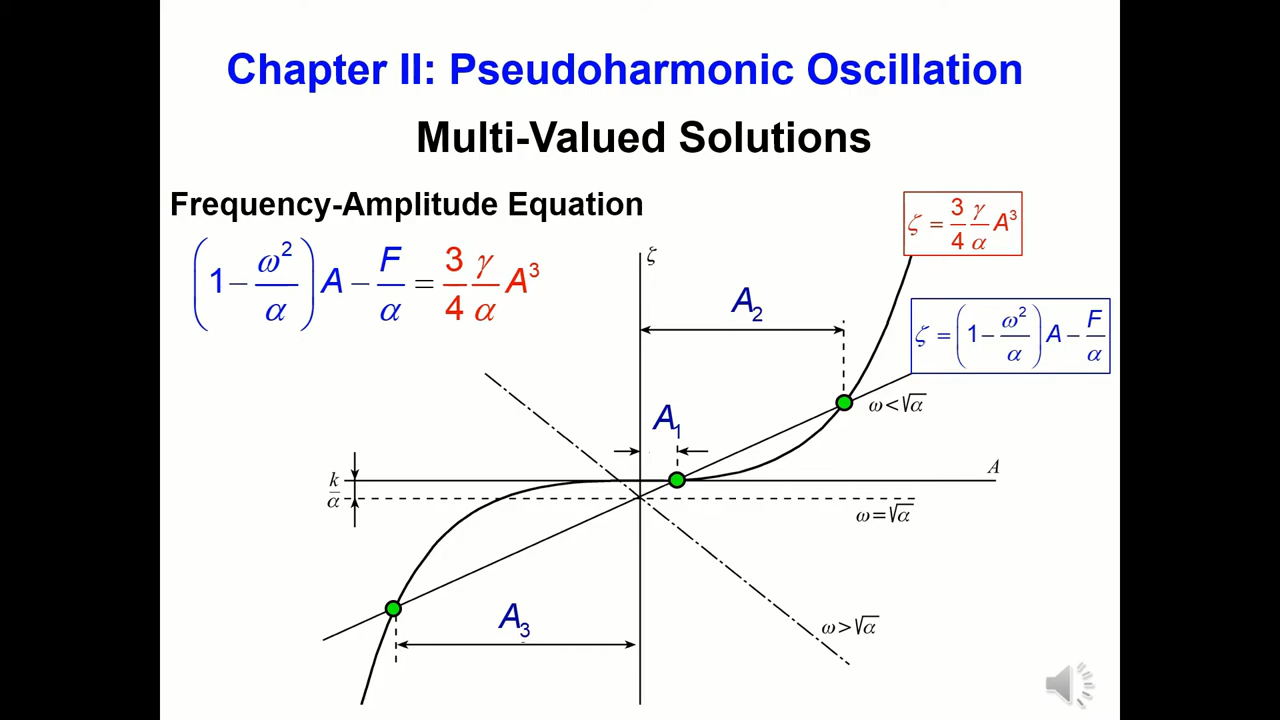 Chapter II: Pseudoharmonic Oscillation
Multi-Valued Solutions
Frequency-Amplitude Equation
(1 − ω²/α) A − F/α = 3/4 γ/α A³
ζ = 3/4 γ/α A³
ζ
A₂
ζ = (1 − ω²/α) A − F/α
ω<√α
A₁
A
k/α
ω=√α
A₃
ω>√α